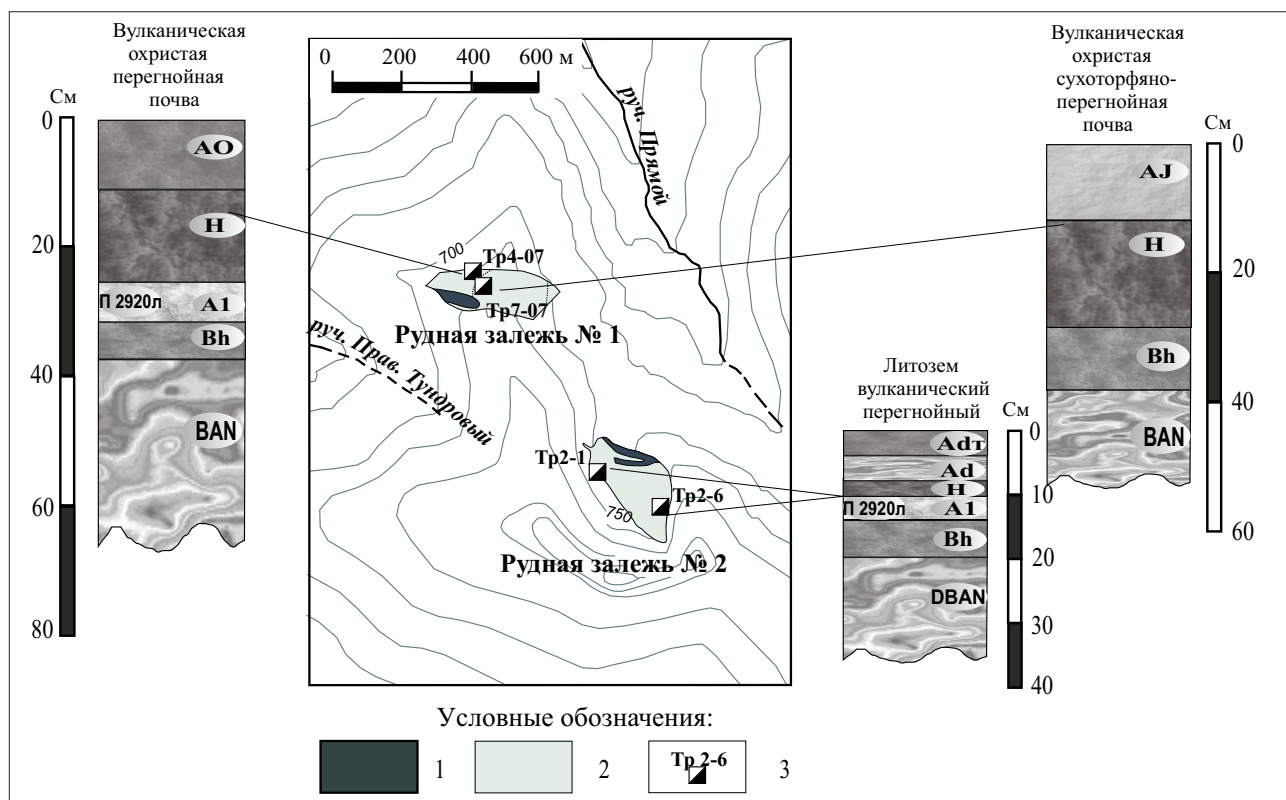 Вулканическая
охристая
перегнойная
почва
См
0
20
40
60
80
АО
Н
П 2920л
А1
Bh
BAN
0 200 400 600 м
руч. Прямой
700
Тр4-07
Тр7-07
Рудная залежь № 1
руч. Прав. Тундровый
Тр2-1
Тр2-6
750
Рудная залежь № 2
Вулканическая
охристая
сухоторфяно-
перегнойная
почва
См
0
20
40
60
AJ
Н
Bh
BAN
Литозем
вулканический
перегнойный
См
0
10
20
30
40
Adт
Ad
Н
П 2920л
А1
Bh
DBAN
Условные обозначения:
1
2
Тр 2-6
3